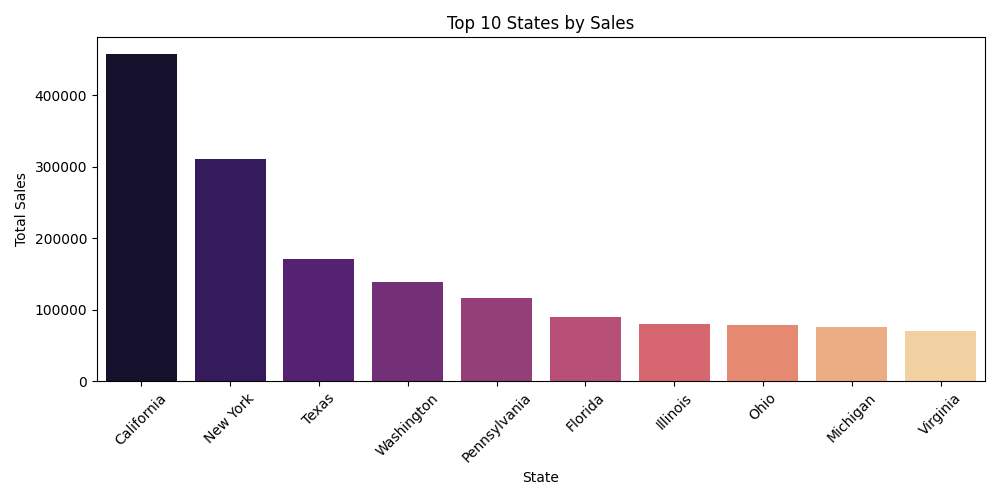 Top 10 States by Sales
Total Sales
400000
300000
200000
100000
0
California
New York
Texas
Washington
Pennsylvania
Florida
Illinois
Ohio
Michigan
Virginia
State